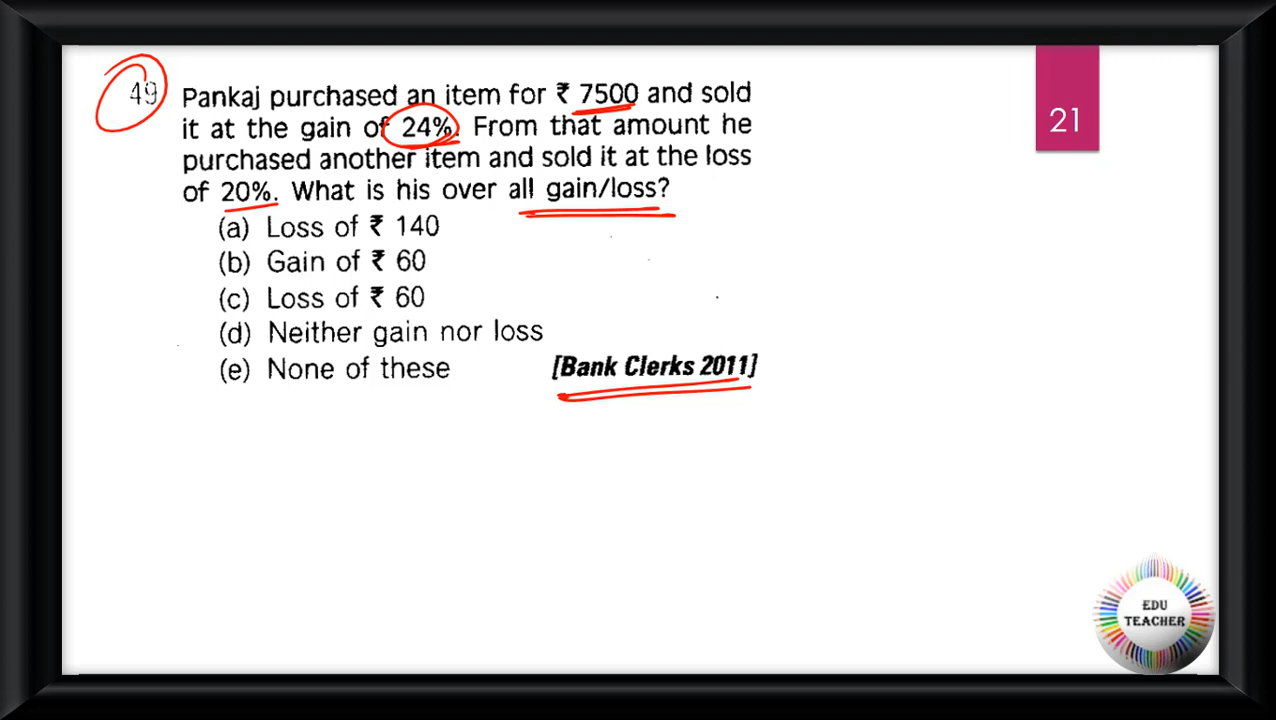 21
49 Pankaj purchased an item for ₹ 7500 and sold
it at the gain of 24%. From that amount he
purchased another item and sold it at the loss
of 20%. What is his over all gain/loss?
(a) Loss of ₹ 140
(b) Gain of ₹ 60
(c) Loss of ₹ 60
(d) Neither gain nor loss
(e) None of these [Bank Clerks 2011]
EDU
TEACHER